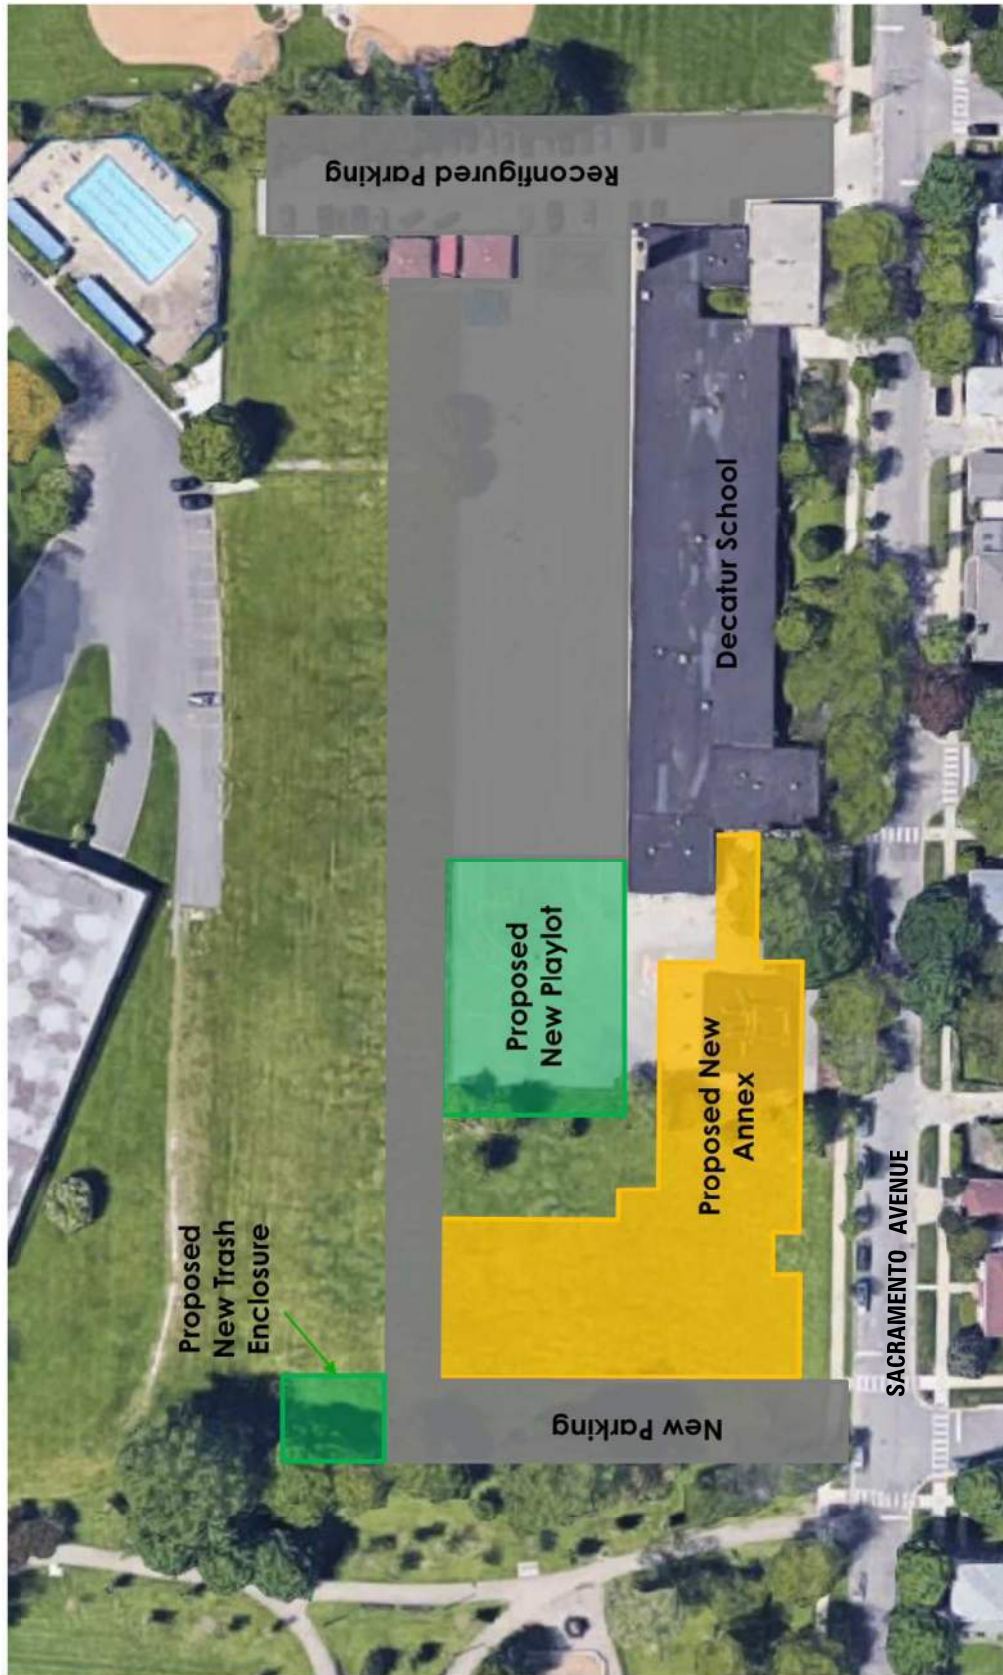 Reconfigured Parking
Decatur School
Proposed
New Playlot
Proposed New
Annex
Proposed
New Trash
Enclosure
SACRAMENTO AVENUE
New Parking